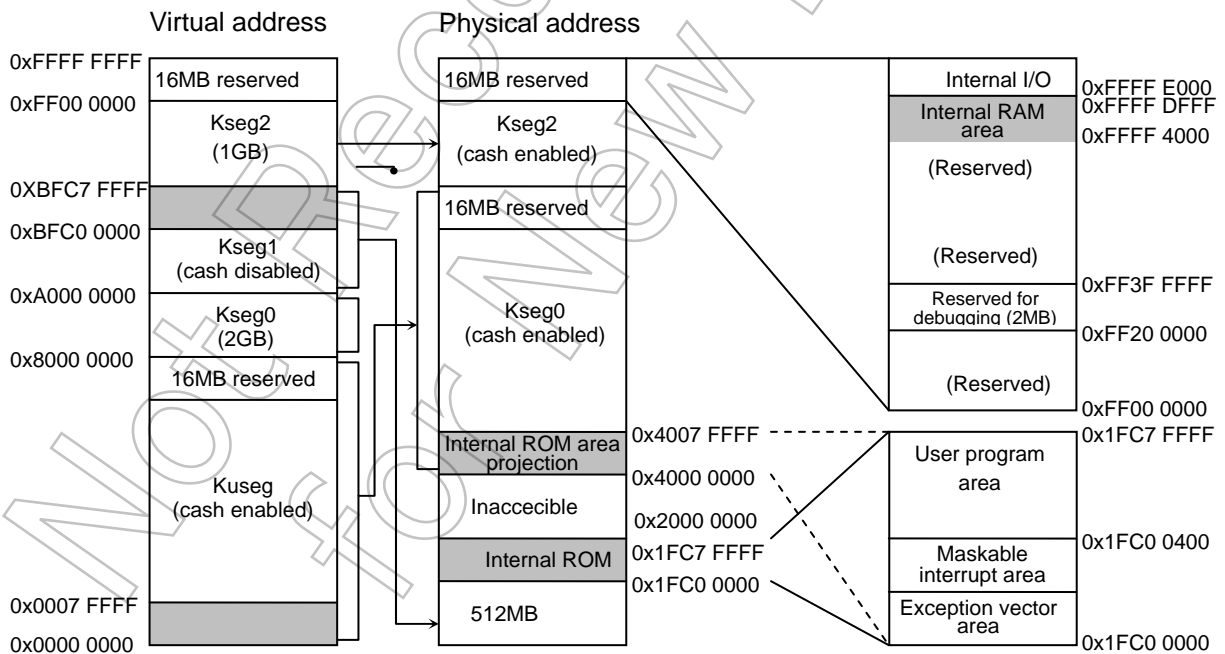 Virtual address
Physical address
0xFFFF FFFF
16MB reserved
0xFF00 0000
Kseg2
(1GB)
0XBFC7 FFFF
0xBFC0 0000
Kseg1
(cash disabled)
0xA000 0000
Kseg0
(2GB)
0x8000 0000
16MB reserved
Kuseg
(cash enabled)
0x0007 FFFF
0x0000 0000
16MB reserved
Kseg2
(cash enabled)
16MB reserved
Kseg0
(cash enabled)
Internal ROM area
projection
0x4007 FFFF
0x4000 0000
Inaccecible
0x2000 0000
Internal ROM
0x1FC7 FFFF
0x1FC0 0000
512MB
Internal I/O
0xFFFF E000
0xFFFF DFFF
Internal RAM
area
0xFFFF 4000
(Reserved)
(Reserved)
0xFF3F FFFF
Reserved for
debugging (2MB)
0xFF20 0000
(Reserved)
0xFF00 0000
0x1FC7 FFFF
User program
area
0x1FC0 0400
Maskable
interrupt area
Exception vector
area
0x1FC0 0000
Not Rec
for New